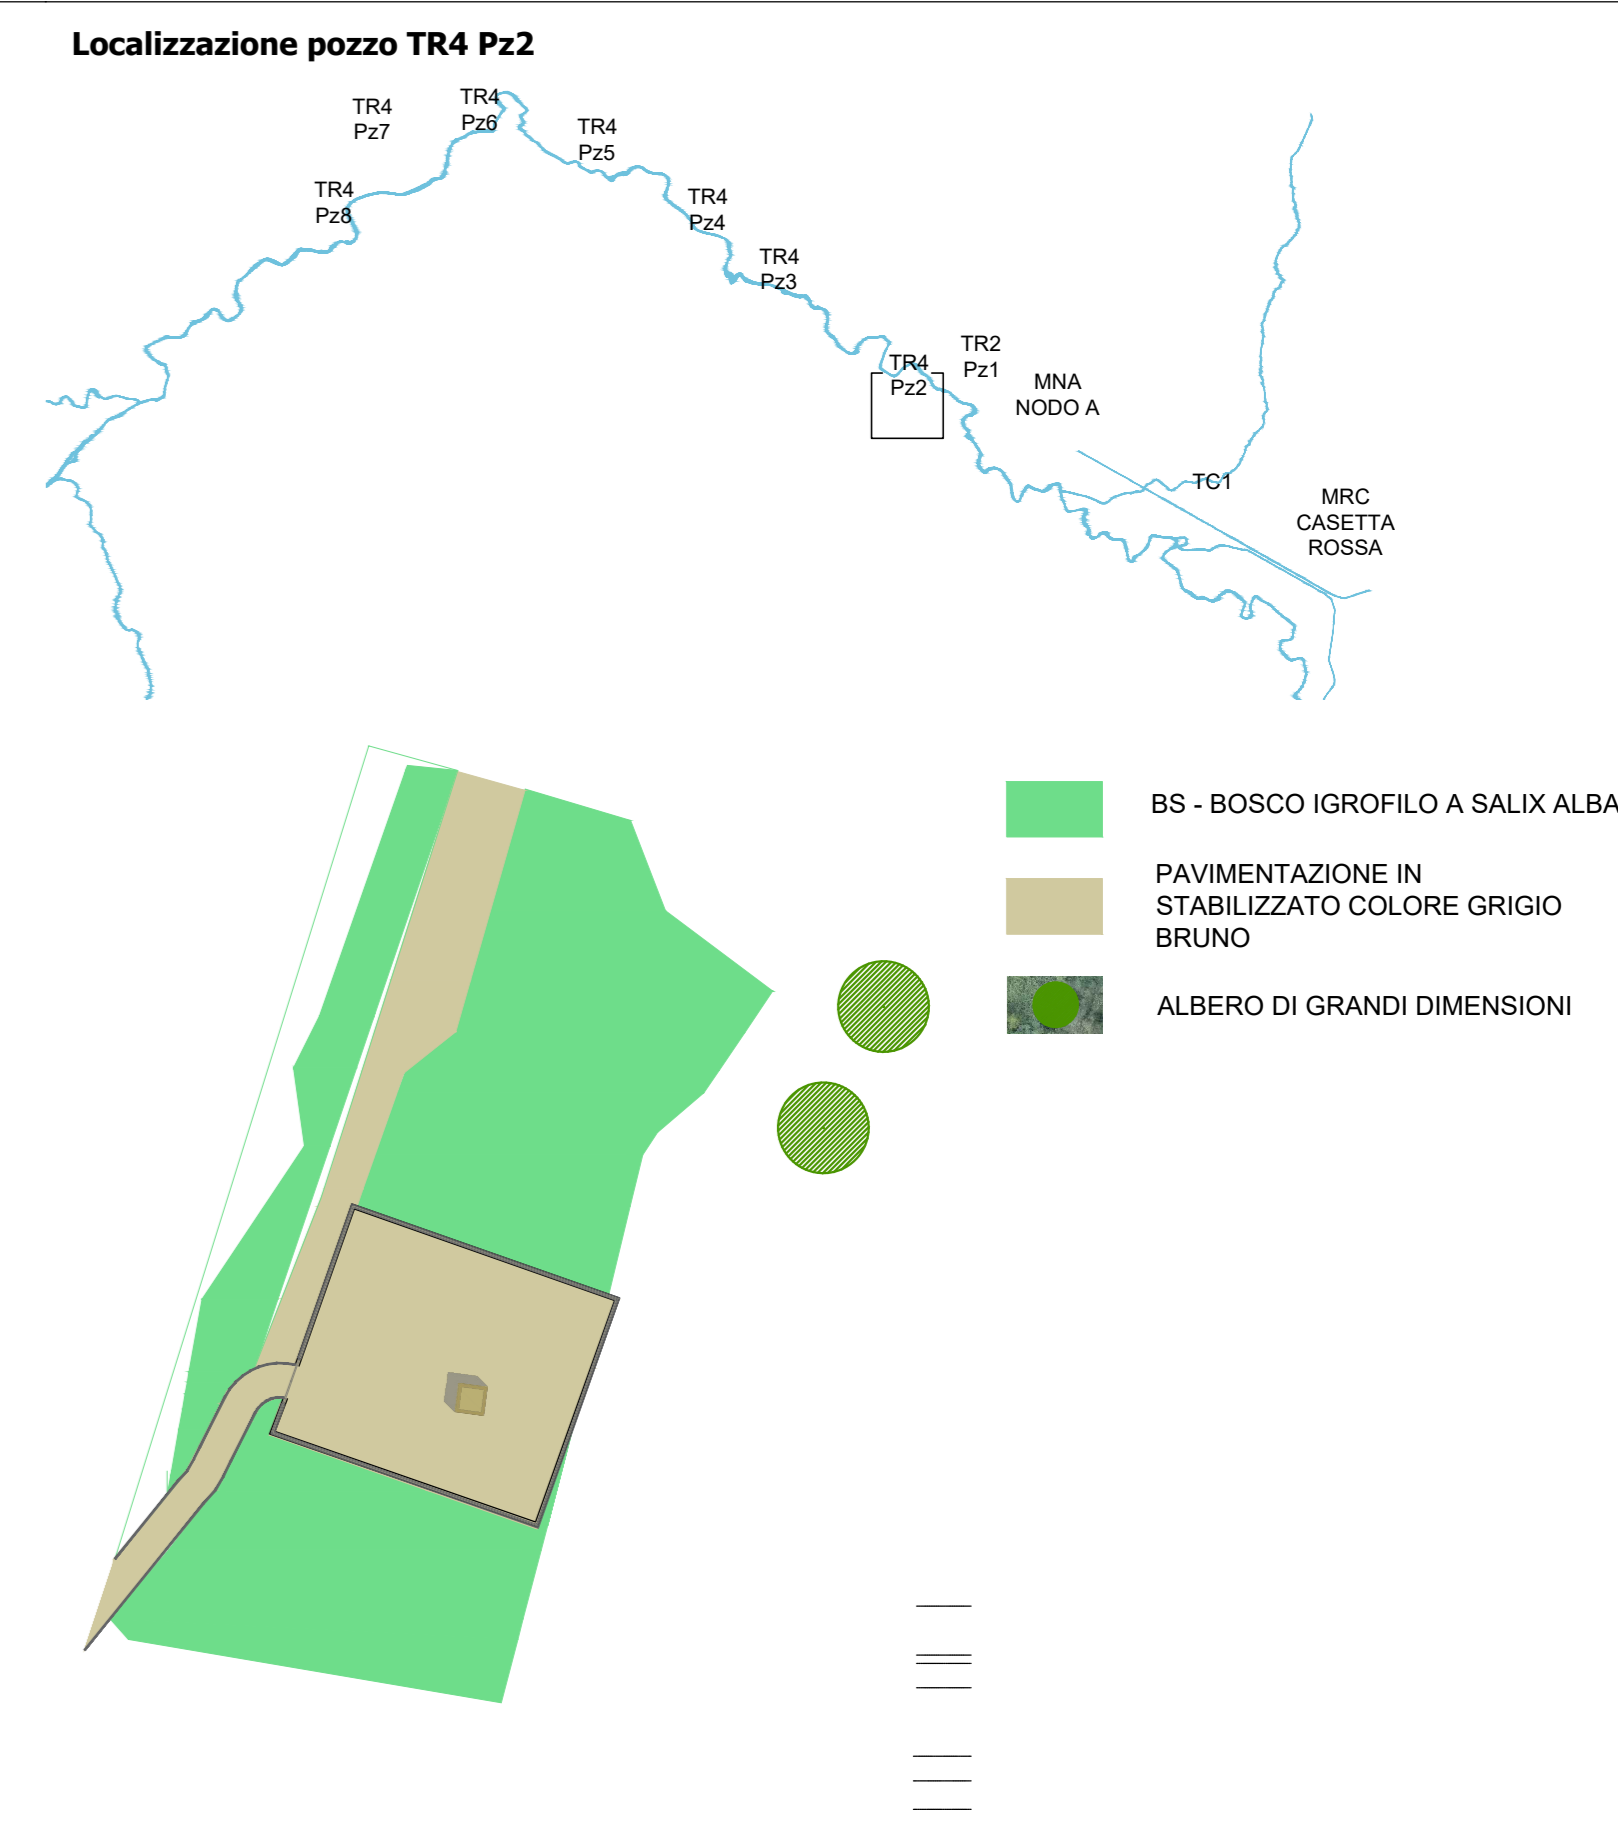 Localizzazione pozzo TR4 Pz2
TR4
Pz7
TR4
Pz6
TR4
Pz5
TR4
Pz8
TR4
Pz4
TR4
Pz3
TR4
Pz2
TR2
Pz1
MNA
NODO A
TC1
MRC
CASETTA
ROSSA
BS - BOSCO IGROFILO A SALIX ALBA
PAVIMENTAZIONE IN
STABILIZZATO COLORE GRIGIO
BRUNO
ALBERO DI GRANDI DIMENSIONI